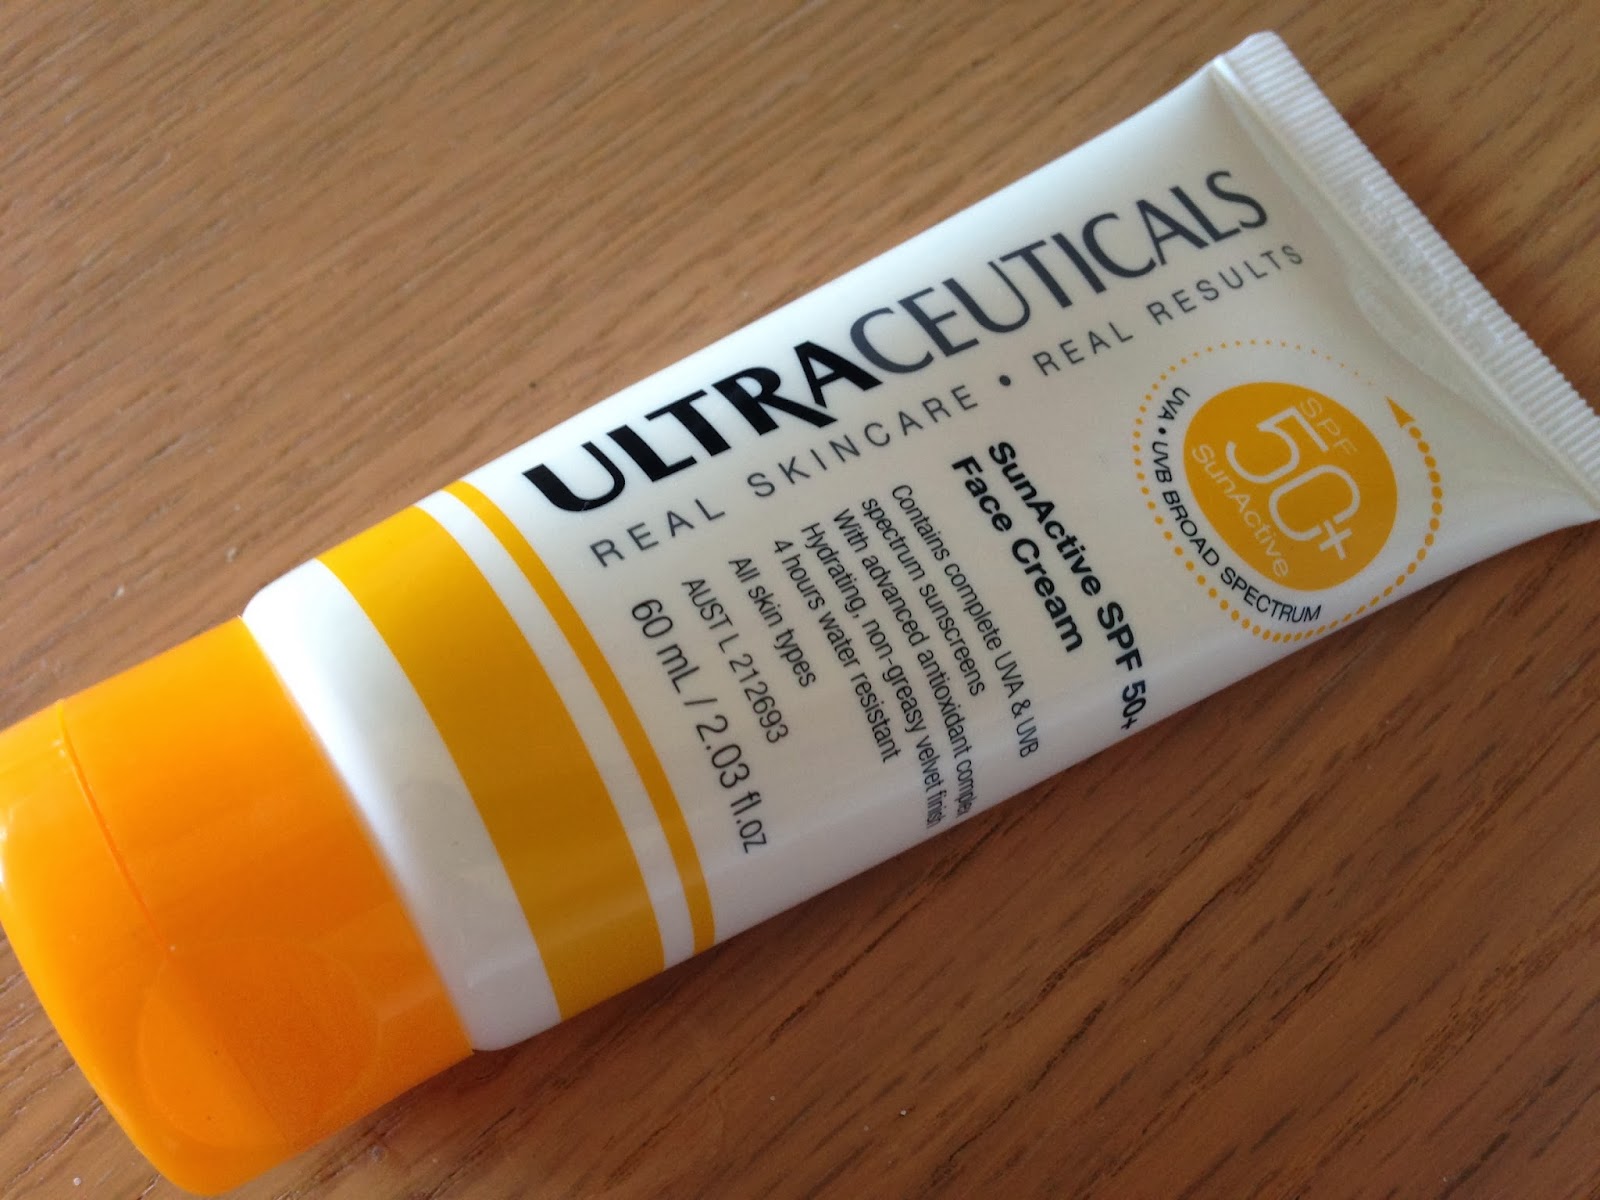 ULTRACEUTICALS
REAL SKINCARE • REAL RESULTS
SPF
50+
SunActive
UVA • UVB BROAD SPECTRUM
SunActive SPF 50+
Face Cream
Contains complete UVA & UVB
spectrum sunscreens
With advanced antioxidant complex
Hydrating, non-greasy velvet finish
4 hours water resistant
All skin types
AUST L 212693
60 mL / 2.03 fl.oz